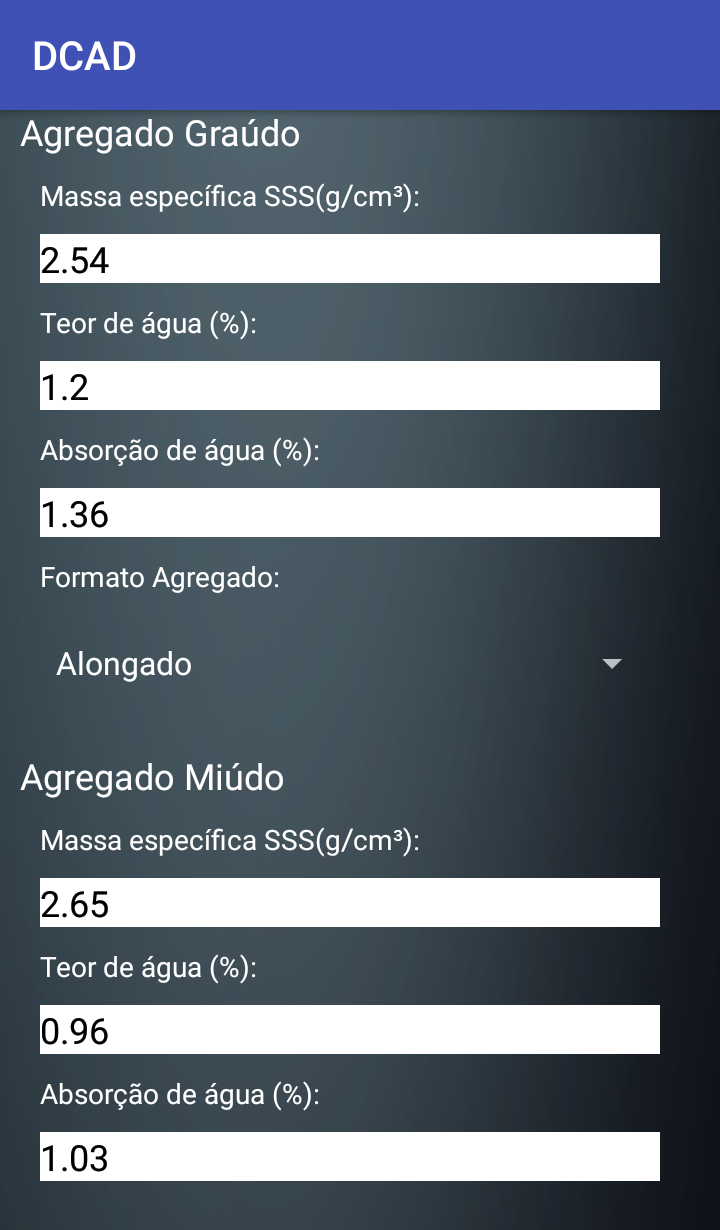 DCAD
Agregado Graúdo
Massa específica SSS(g/cm³):
2.54
Teor de água (%):
1.2
Absorção de água (%):
1.36
Formato Agregado:
Alongado
Agregado Miúdo
Massa específica SSS(g/cm³):
2.65
Teor de água (%):
0.96
Absorção de água (%):
1.03